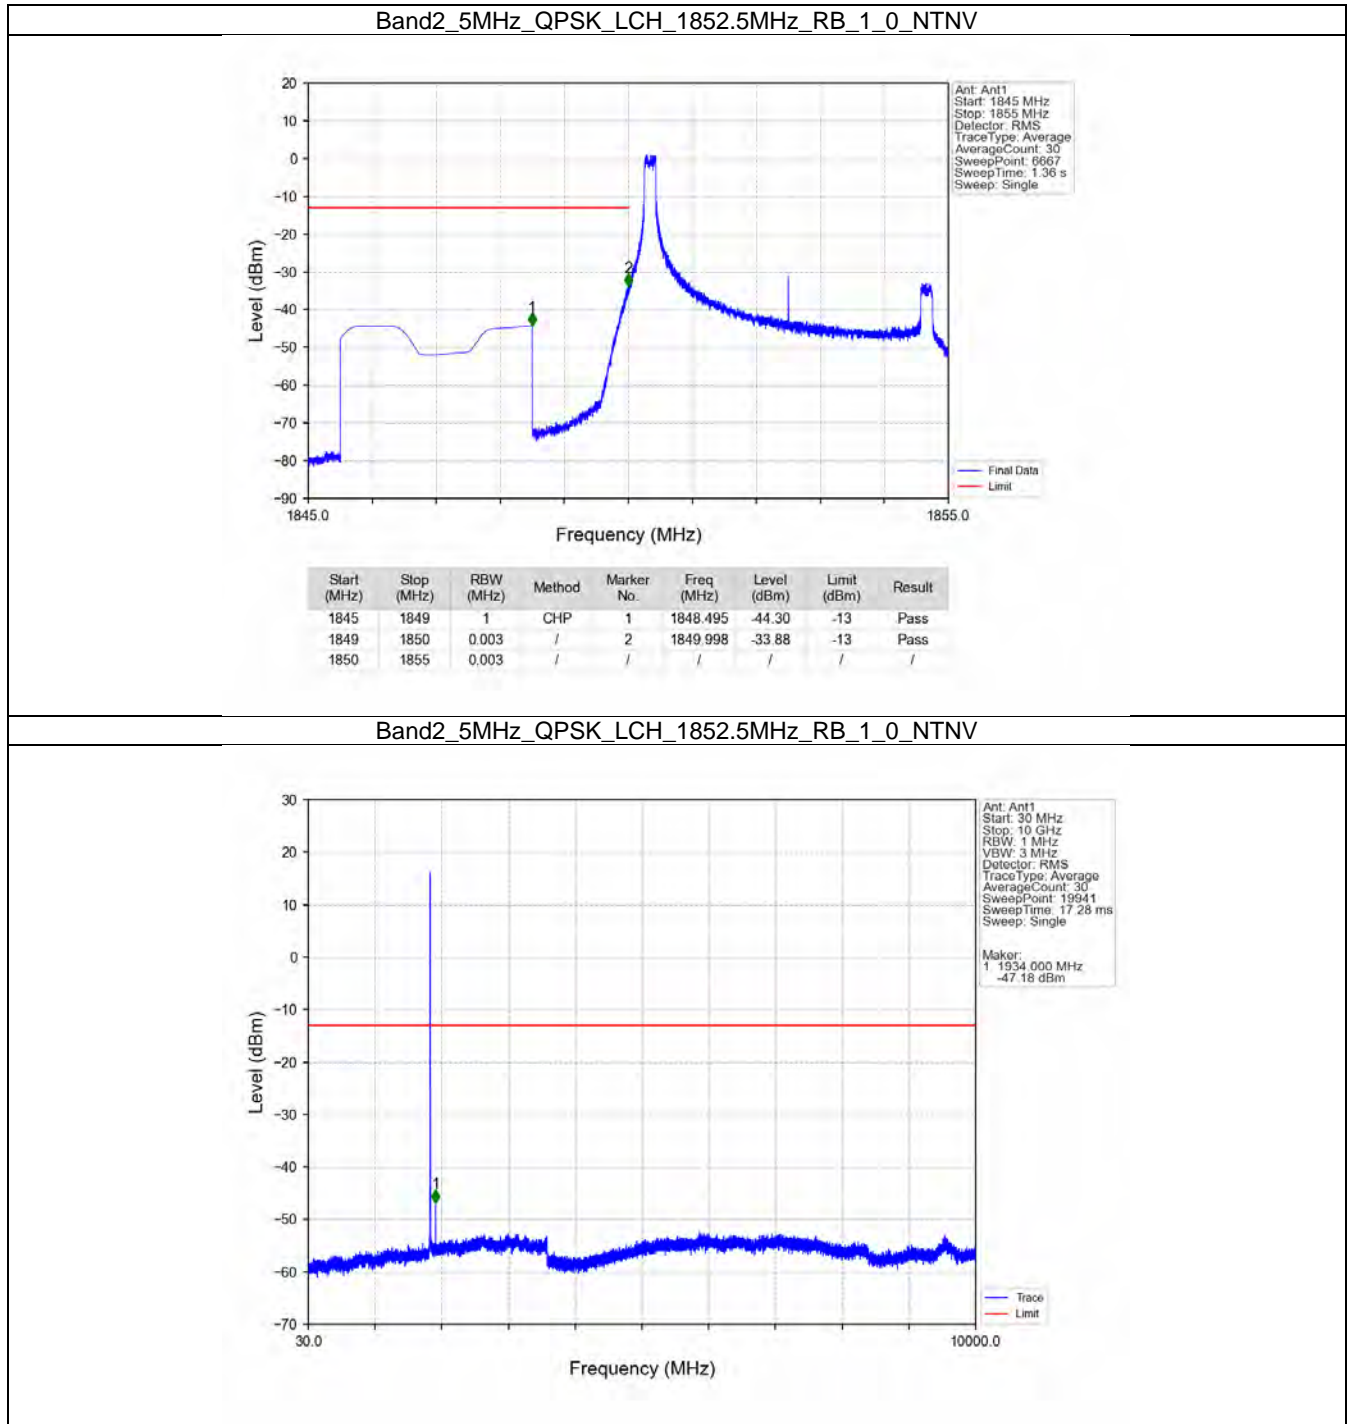 Band2_5MHz_QPSK_LCH_1852.5MHz_RB_1_0_NTNV
20
10
0
-10
-20
-30
-40
-50
-60
-70
-80
-90
Level (dBm)
1
2
1845.0
1855.0
Frequency (MHz)
Ant: Ant1
Start: 1845 MHz
Stop: 1855 MHz
Detector: RMS
TraceType: Average
AverageCount: 30
SweepPoint: 6667
SweepTime: 1.36 s
Sweep: Single
Final Data
Limit
Start (MHz) Stop (MHz) RBW (MHz) Method Marker No. Freq (MHz) Level (dBm) Limit (dBm) Result
1845 1849 1 CHP 1 1848.495 -44.30 -13 Pass
1849 1850 0.003 / 2 1849.998 -33.88 -13 Pass
1850 1855 0.003 / / / / / /
Band2_5MHz_QPSK_LCH_1852.5MHz_RB_1_0_NTNV
30
20
10
0
-10
-20
-30
-40
-50
-60
-70
Level (dBm)
1
30.0
10000.0
Frequency (MHz)
Ant: Ant1
Start: 30 MHz
Stop: 10 GHz
RBW: 1 MHz
VBW: 3 MHz
Detector: RMS
TraceType: Average
AverageCount: 30
SweepPoint: 19941
SweepTime: 17.28 ms
Sweep: Single
Maker:
1 1934.000 MHz
-47.18 dBm
Trace
Limit